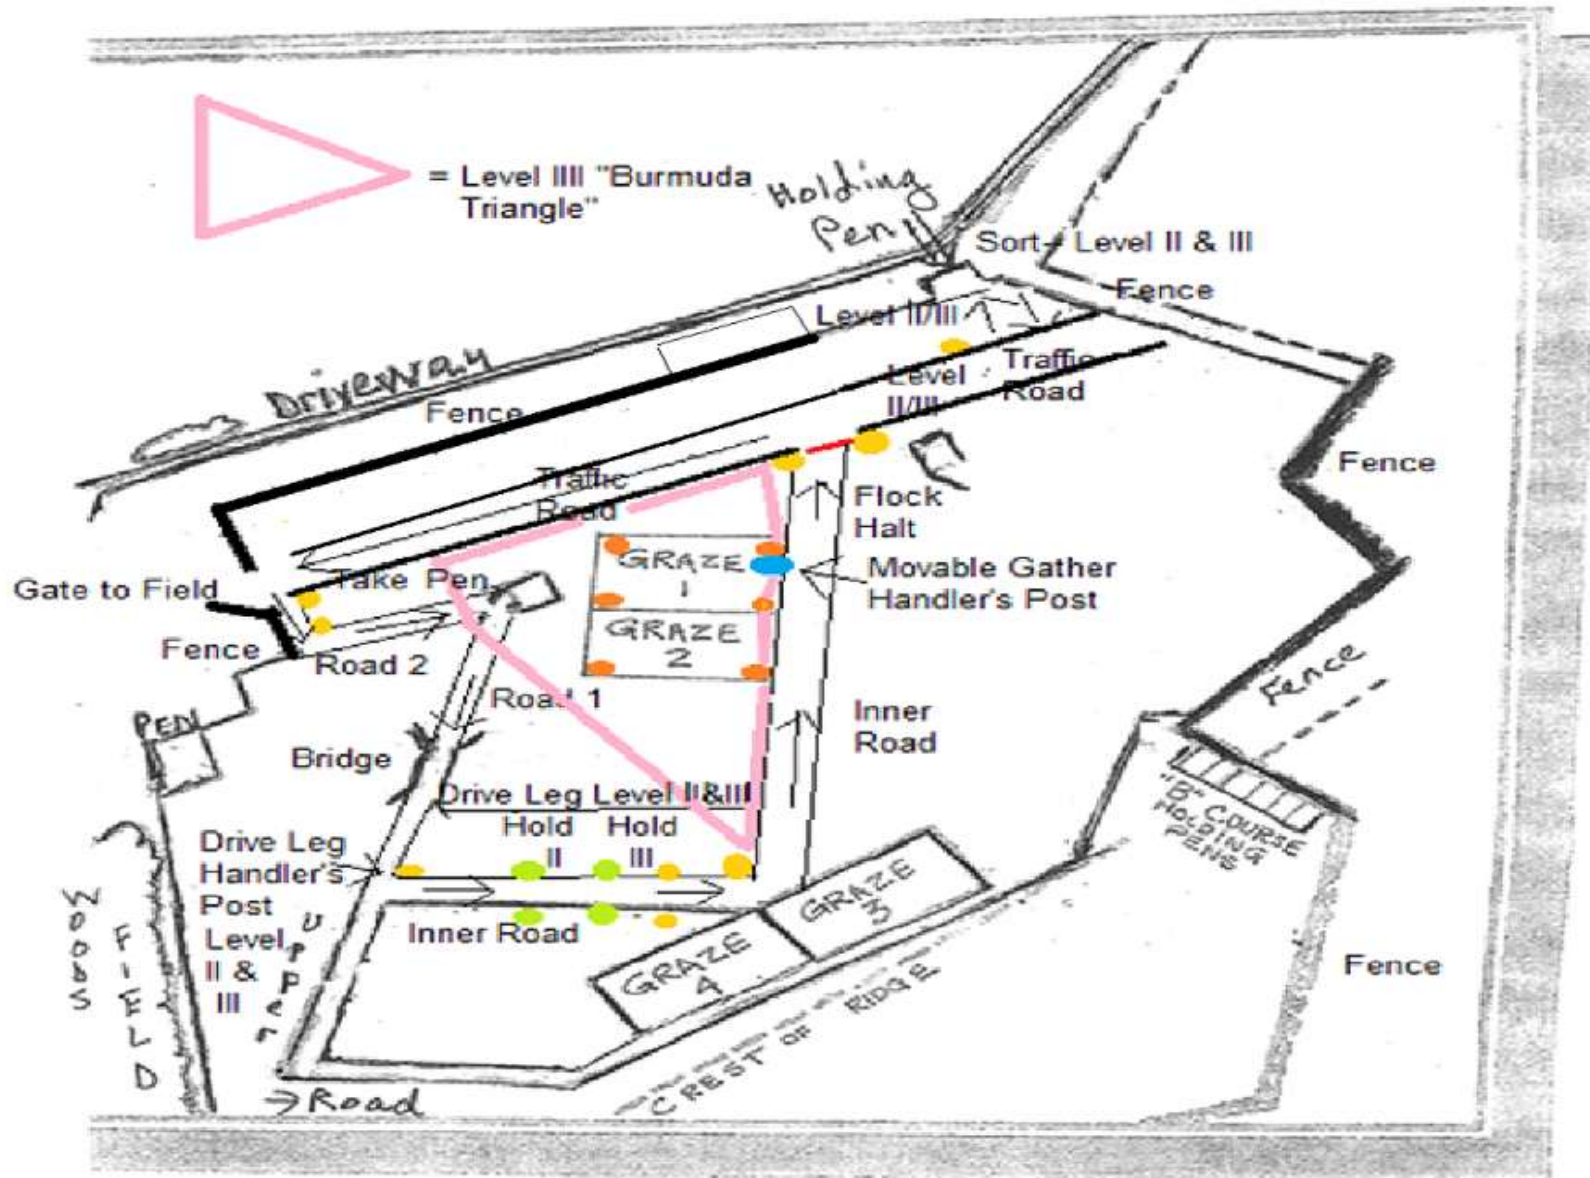 = Level IIII "Burmuda
Triangle"
Holding
Pen
Sort- Level II & III
Fence
Level II/III
Driveway
Fence
Level
II/III
Traffic
Road
Traffic
Road
Fence
Flock
Halt
GRAZE
1
Take Pen
Gate to Field
Movable Gather
Handler's Post
GRAZE
2
Fence
Road 2
Road 1
Fence
PEN
Inner
Road
Bridge
Drive Leg Level II&III
Hold
II
Hold
III
"B" COURSE
HOLDING
PENS
Drive Leg
Handler's
Post
Level
II &
III
WOODS
FIELD
Upper
Inner Road
GRAZE
3
GRAZE
4
Fence
CREST OF RIDGE
Road